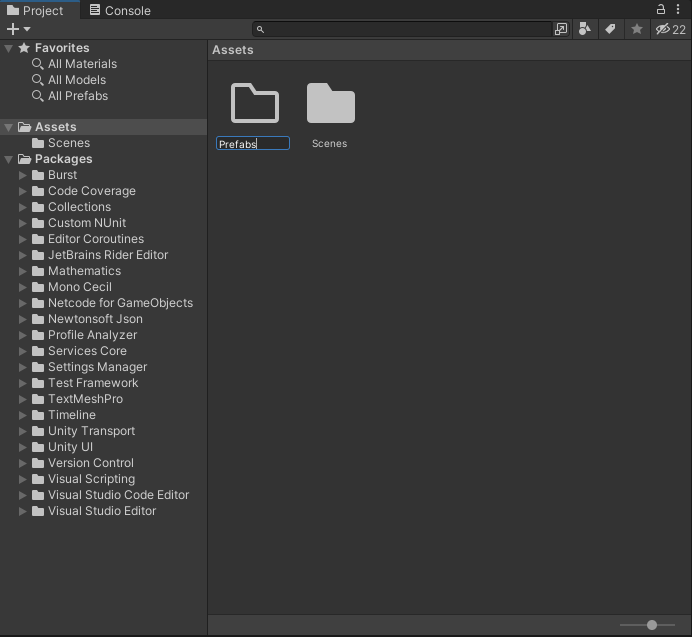 Project
Console
22
Favorites
All Materials
All Models
All Prefabs
Assets
Scenes
Packages
Burst
Code Coverage
Collections
Custom NUnit
Editor Coroutines
JetBrains Rider Editor
Mathematics
Mono Cecil
Netcode for GameObjects
Newtonsoft Json
Profile Analyzer
Services Core
Settings Manager
Test Framework
TextMeshPro
Timeline
Unity Transport
Unity UI
Version Control
Visual Scripting
Visual Studio Code Editor
Visual Studio Editor
Assets
Prefabs
Scenes